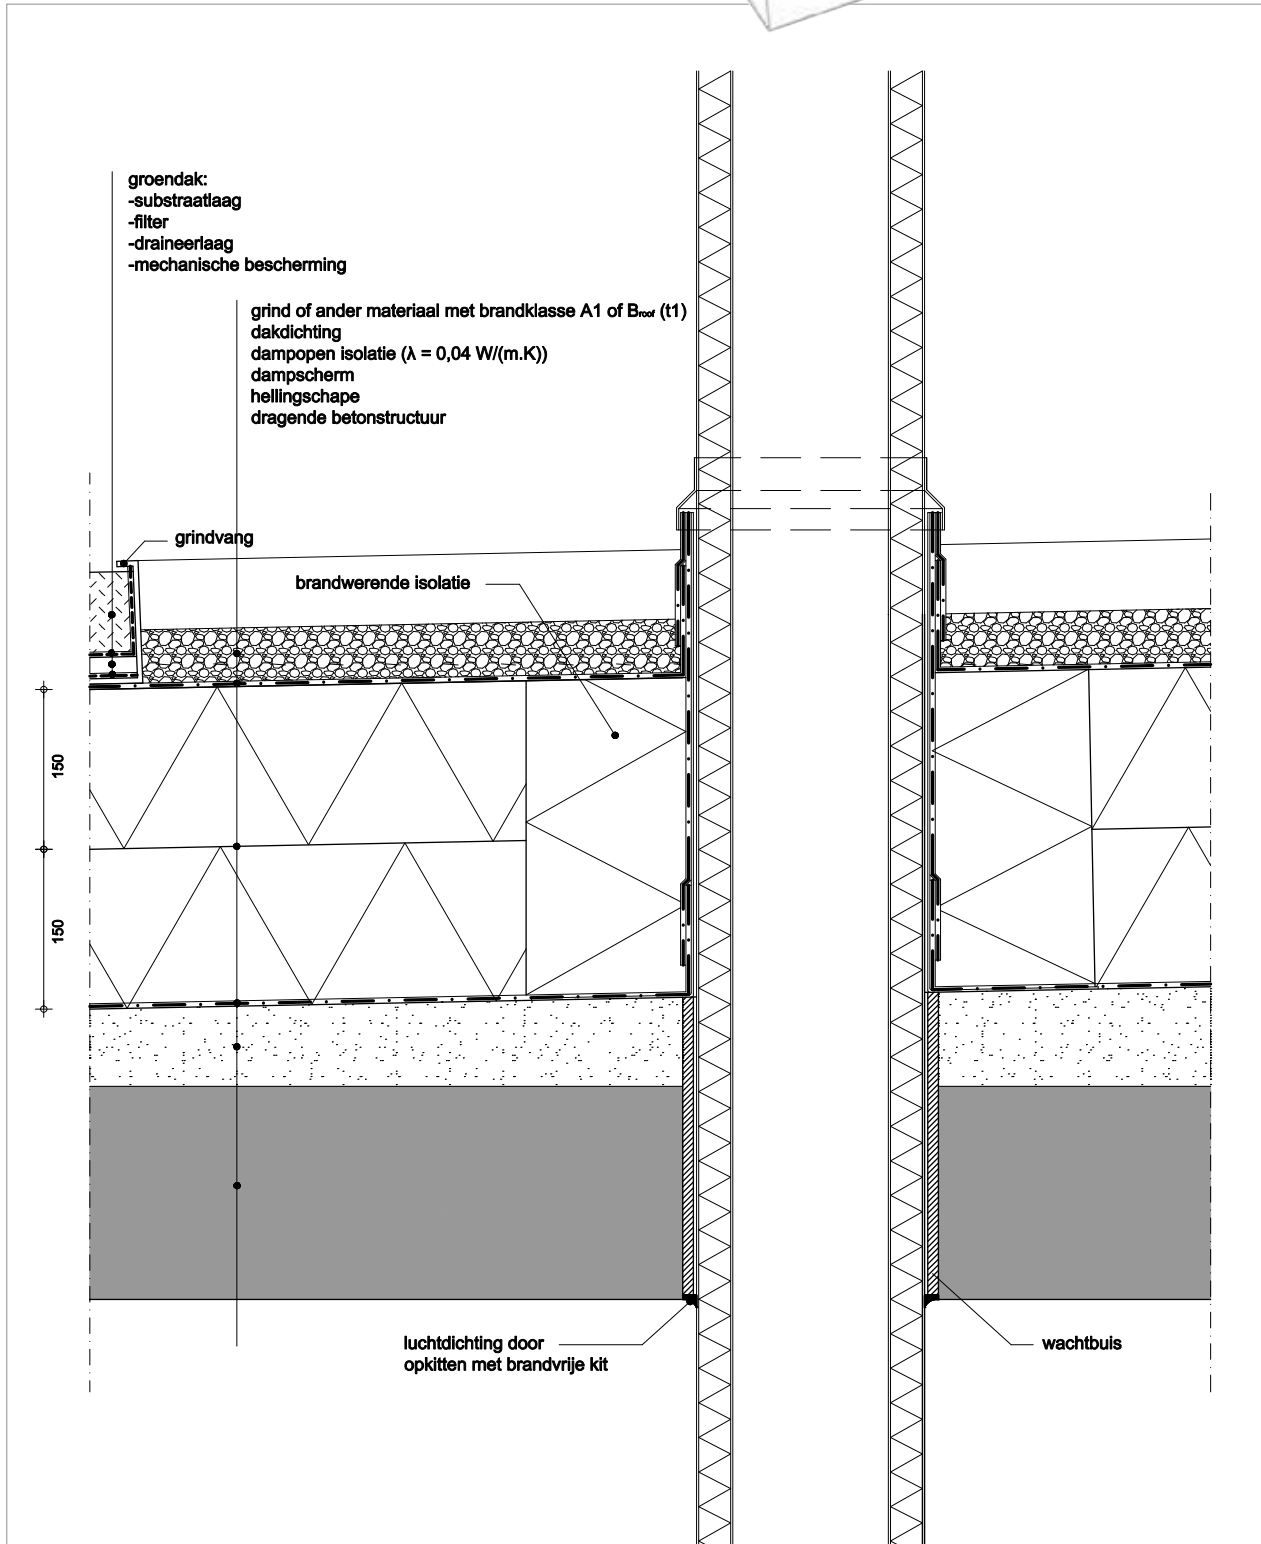 groendak:
-substraatlaag
-filter
-draineerlaag
-mechanische bescherming
grind of ander materiaal met brandklasse A1 of Broof (t1)
dakdichting
dampopen isolatie (λ = 0,04 W/(m.K))
dampscherm
hellingschape
dragende betonstructuur
grindvang
brandwerende isolatie
150
150
luchtdichting door
opkitten met brandvrije kit
wachtbuis